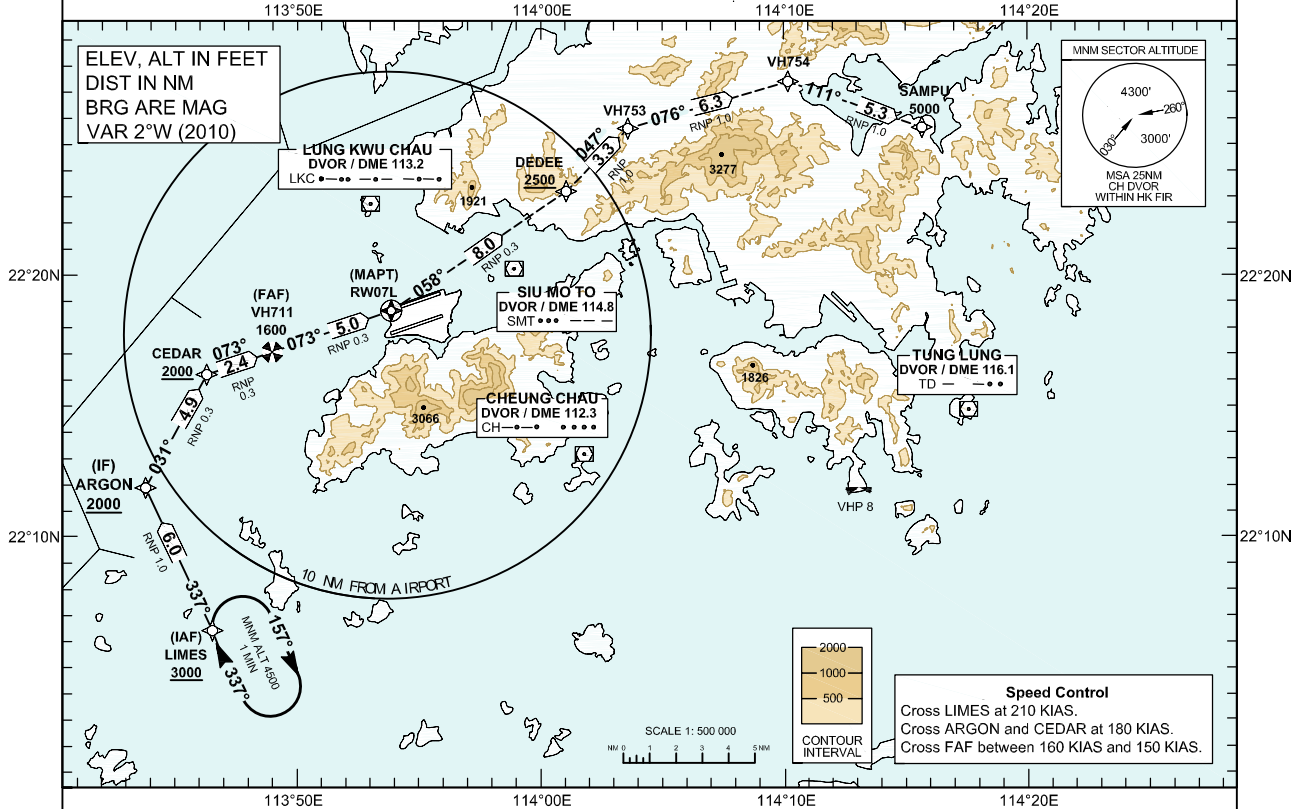 113°50E 114°00E 114°10E 114°20E
ELEV, ALT IN FEET
DIST IN NM
BRG ARE MAG
VAR 2°W (2010)
MNM SECTOR ALTITUDE
4300'
260°
3000'
030°
MSA 25NM
CH DVOR
WITHIN HK FIR
VH754
111°
5.3
RNP 1.0
SAMPU
5000
VH753
076°
6.3
RNP 1.0
047°
3.3
RNP
1.0
DEDEE
2500
3277
LUNG KWU CHAU
DVOR / DME 113.2
LKC
1921
8.0
RNP 0.3
058°
22°20N
22°20N
(MAPT)
RW07L
(FAF)
VH711
1600
073°
5.0
RNP 0.3
SIU MO TO
DVOR / DME 114.8
SMT
CEDAR
2000
073°
2.4
RNP
0.3
TUNG LUNG
DVOR / DME 116.1
TD
1826
3066
CHEUNG CHAU
DVOR / DME 112.3
CH
4.9
RNP 0.3
031°
(IF)
ARGON
2000
VHP 8
22°10N
22°10N
6.0
RNP 1.0
337°
10 NM FROM AIRPORT
(IAF)
LIMES
3000
157°
MNM ALT 4500
1 MIN
337°
2000
1000
500
CONTOUR
INTERVAL
Speed Control
Cross LIMES at 210 KIAS.
Cross ARGON and CEDAR at 180 KIAS.
Cross FAF between 160 KIAS and 150 KIAS.
SCALE 1: 500 000
NM 0 1 2 3 4 5 NM
113°50E 114°00E 114°10E 114°20E